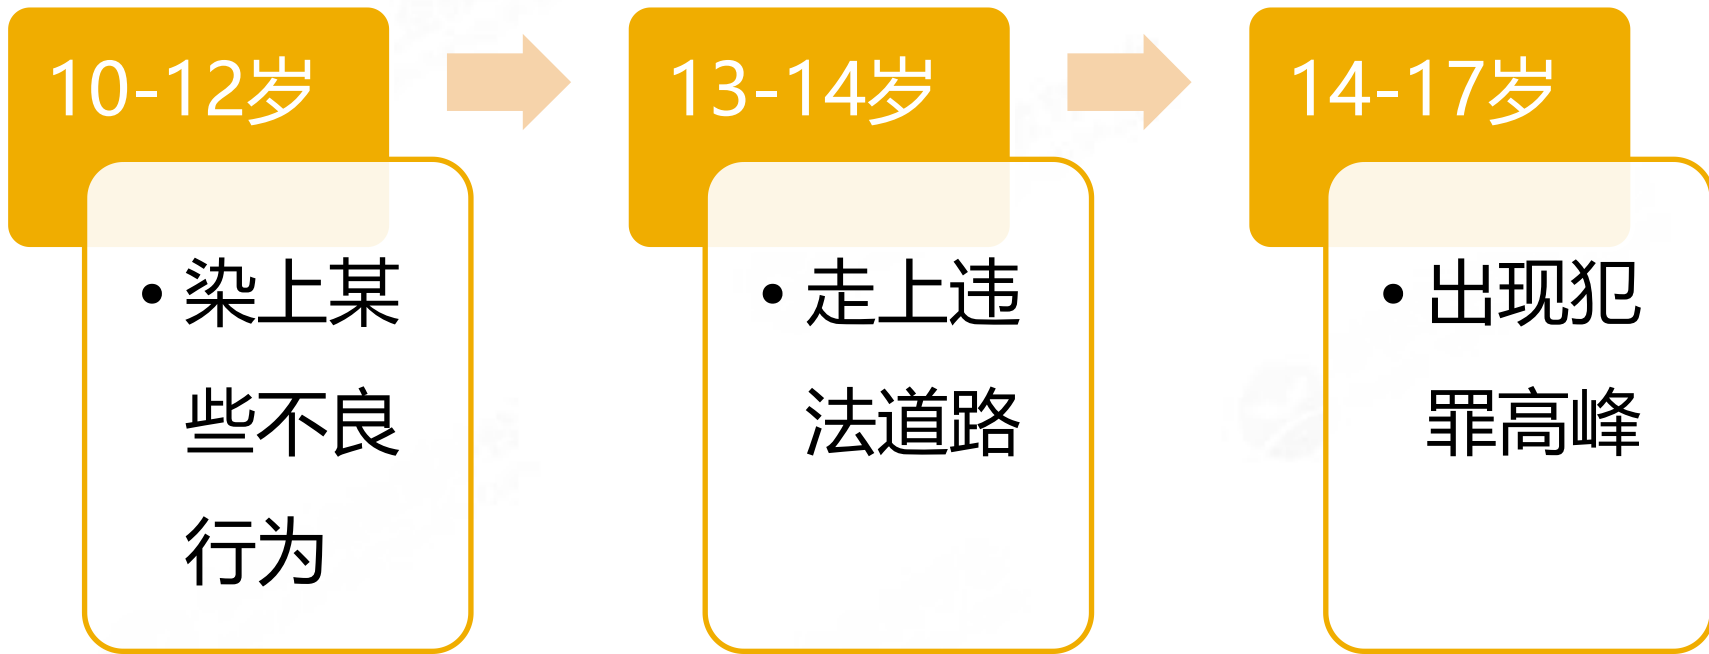 10-12岁
• 染上某
些不良
行为
13-14岁
• 走上违
法道路
14-17岁
• 出现犯
罪高峰